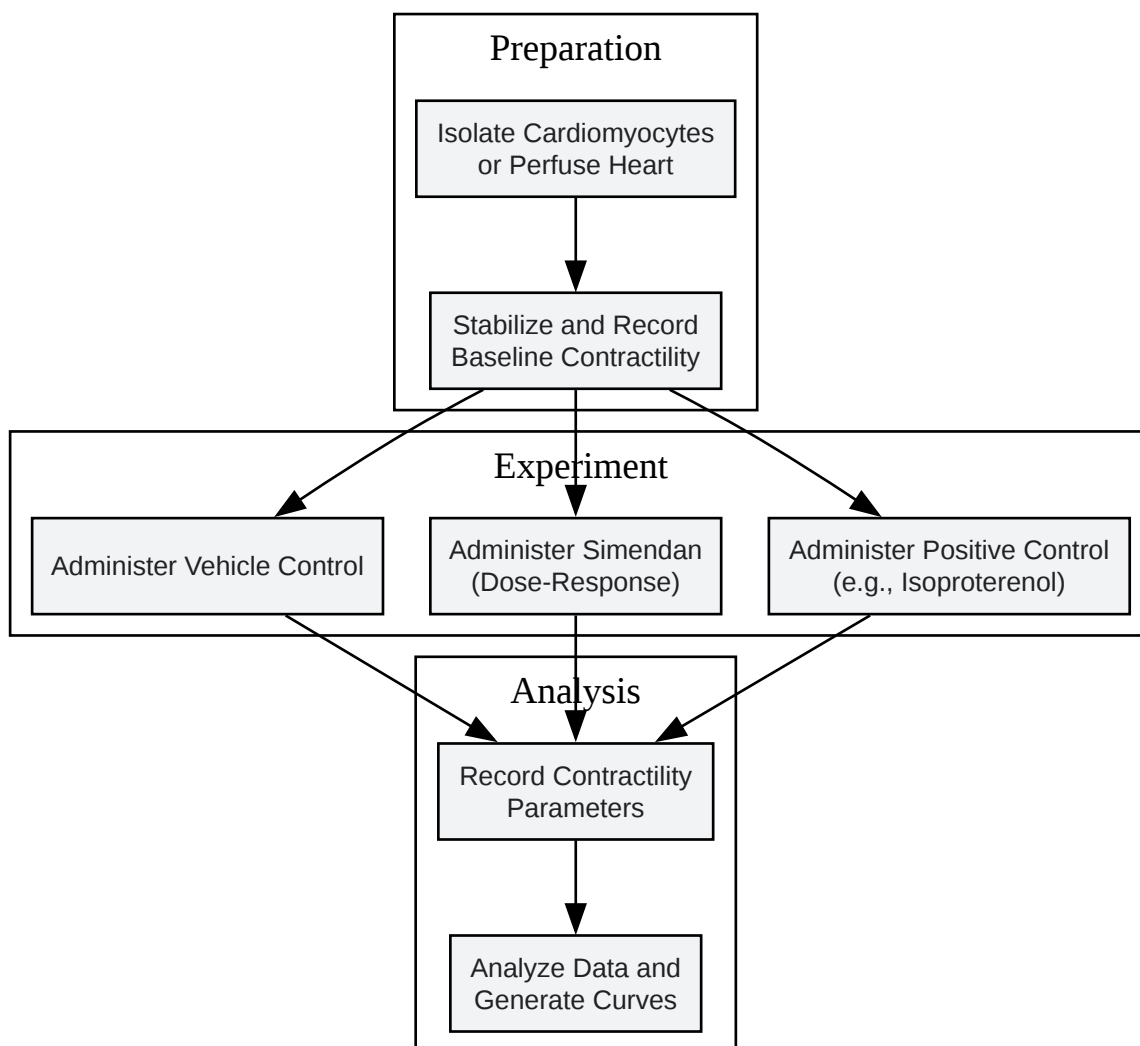 Preparation
Isolate Cardiomyocytes
or Perfuse Heart
Stabilize and Record
Baseline Contractility
Experiment
Administer Vehicle Control
Administer Simendan
(Dose-Response)
Administer Positive Control
(e.g., Isoproterenol)
Analysis
Record Contractility
Parameters
Analyze Data and
Generate Curves